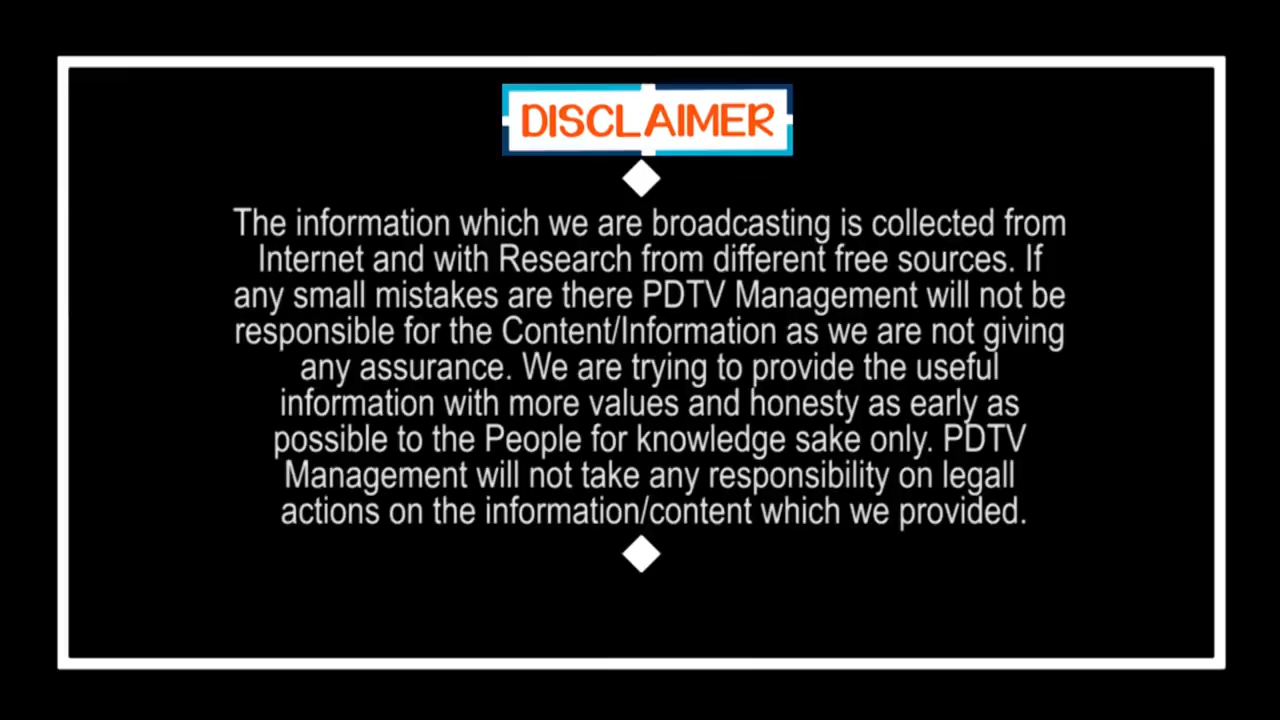 DISCLAIMER
The information which we are broadcasting is collected from
Internet and with Research from different free sources. If
any small mistakes are there PDTV Management will not be
responsible for the Content/Information as we are not giving
any assurance. We are trying to provide the useful
information with more values and honesty as early as
possible to the People for knowledge sake only. PDTV
Management will not take any responsibility on legall
actions on the information/content which we provided.